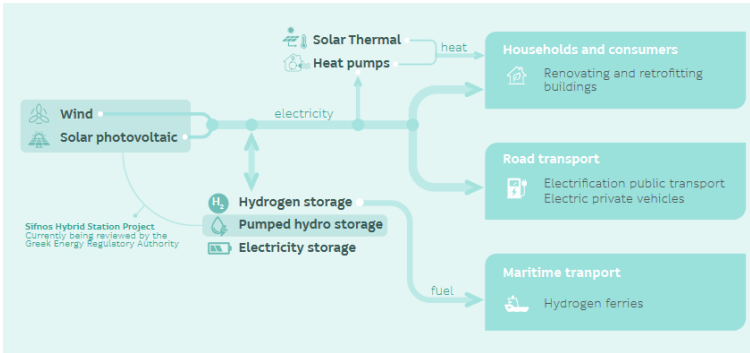 Solar Thermal
Heat pumps
heat
Households and consumers
Renovating and retrofitting
buildings
Wind
Solar photovoltaic
electricity
Road transport
Electrification public transport
Electric private vehicles
H₂
Hydrogen storage
Pumped hydro storage
Electricity storage
Sifnos Hybrid Station Project
Currently being reviewed by the
Greek Energy Regulatory Authority
fuel
Maritime tranport
Hydrogen ferries